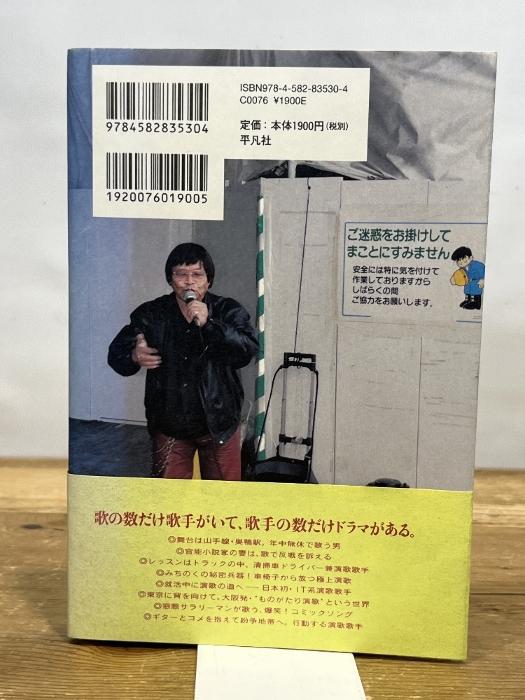 ISBN978-4-582-83530-4
C0076 ¥1900E
定価：本体1900円(税別)
平凡社
9784582835304
1920076019005
ご迷惑をお掛けして
まことにすみません
安全には特に気を付けて
作業しておりますから
しばらくの間
ご協力をお願いします。
歌の数だけ歌手がいて、歌手の数だけドラマがある。
◎舞台は山手線・巣鴨駅、年中無休で歌う男
◎官能小説家の妻は、歌で反戦を訴える
◎レッスンはトラックの中、清掃車ドライバー兼演歌歌手
◎みちのくの秘密兵器！車椅子から放つ極上演歌
◎就活中に演歌の道へ──日本初・IT系演歌歌手
◎東京に背を向けて。大阪発・“ものがたり演歌”という世界
サラリーマンが歌う、爆笑！コミックソング
◎ギターとコメを抱えて紛争地帯へ。行動する演歌歌手